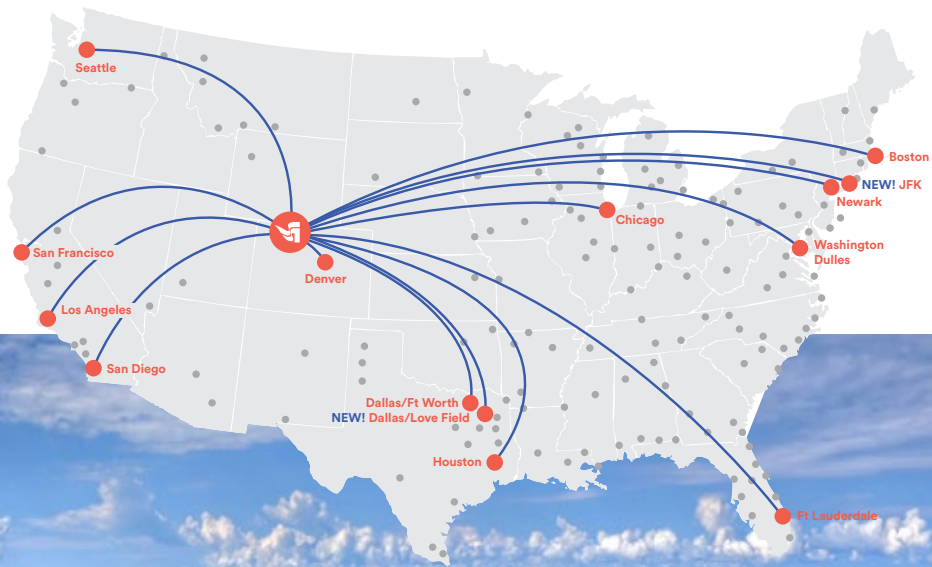 Seattle
Boston
NEW! JFK
Newark
Chicago
Washington
Dulles
San Francisco
Denver
Los Angeles
San Diego
Dallas/Ft Worth
NEW! Dallas/Love Field
Houston
Ft Lauderdale